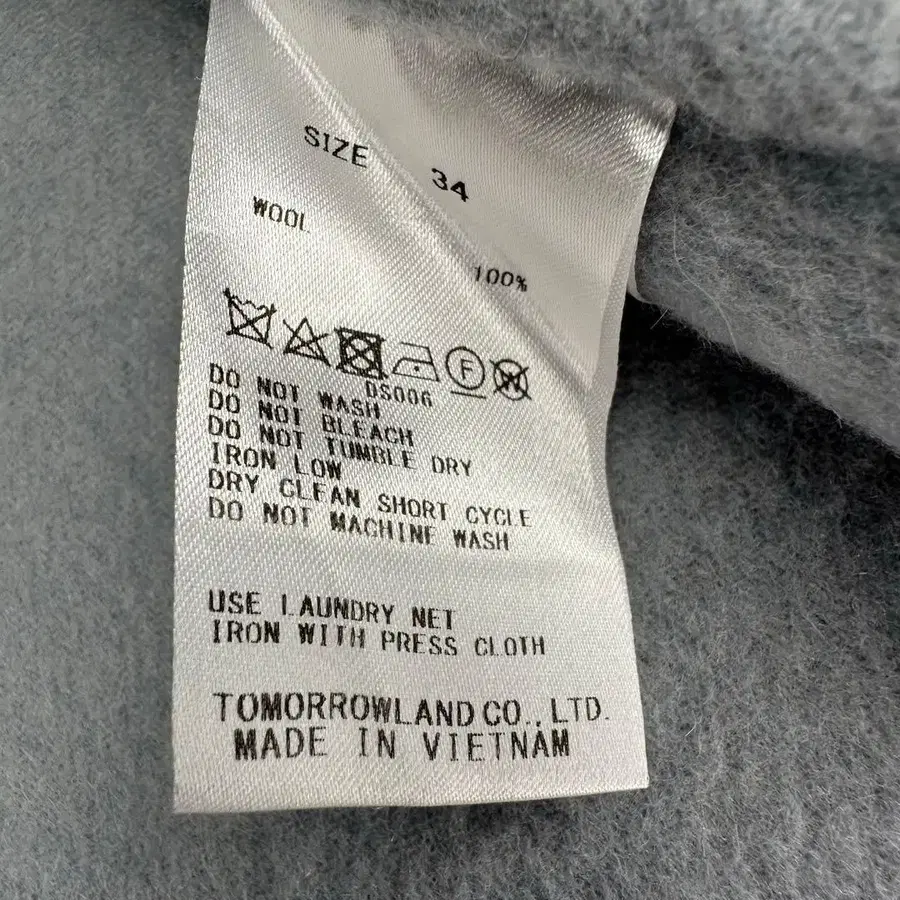 SIZE 34
WOOL 100%
F W
DS006
DO NOT WASH
DO NOT BLEACH
DO NOT TUMBLE DRY
IRON LOW
DRY CLEAN SHORT CYCLE
DO NOT MACHINE WASH
USE LAUNDRY NET
IRON WITH PRESS CLOTH
TOMORROWLAND CO., LTD.
MADE IN VIETNAM